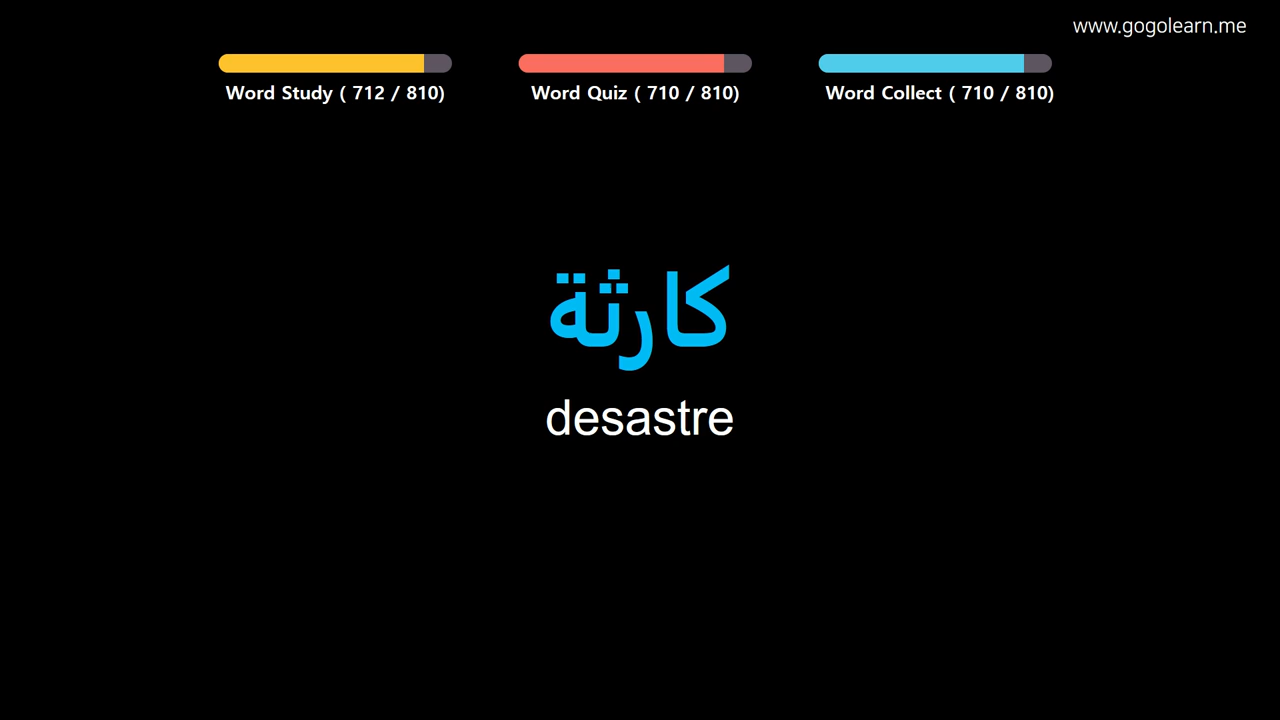 www.gogolearn.me
Word Study ( 712 / 810)
Word Quiz ( 710 / 810)
Word Collect ( 710 / 810)
كارثة
desastre